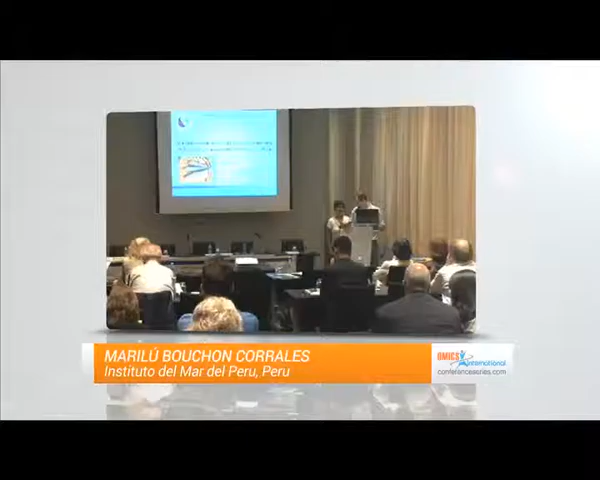 MARILÚ BOUCHON CORRALES
Instituto del Mar del Peru, Peru
OMICS International
conferenceseries.com